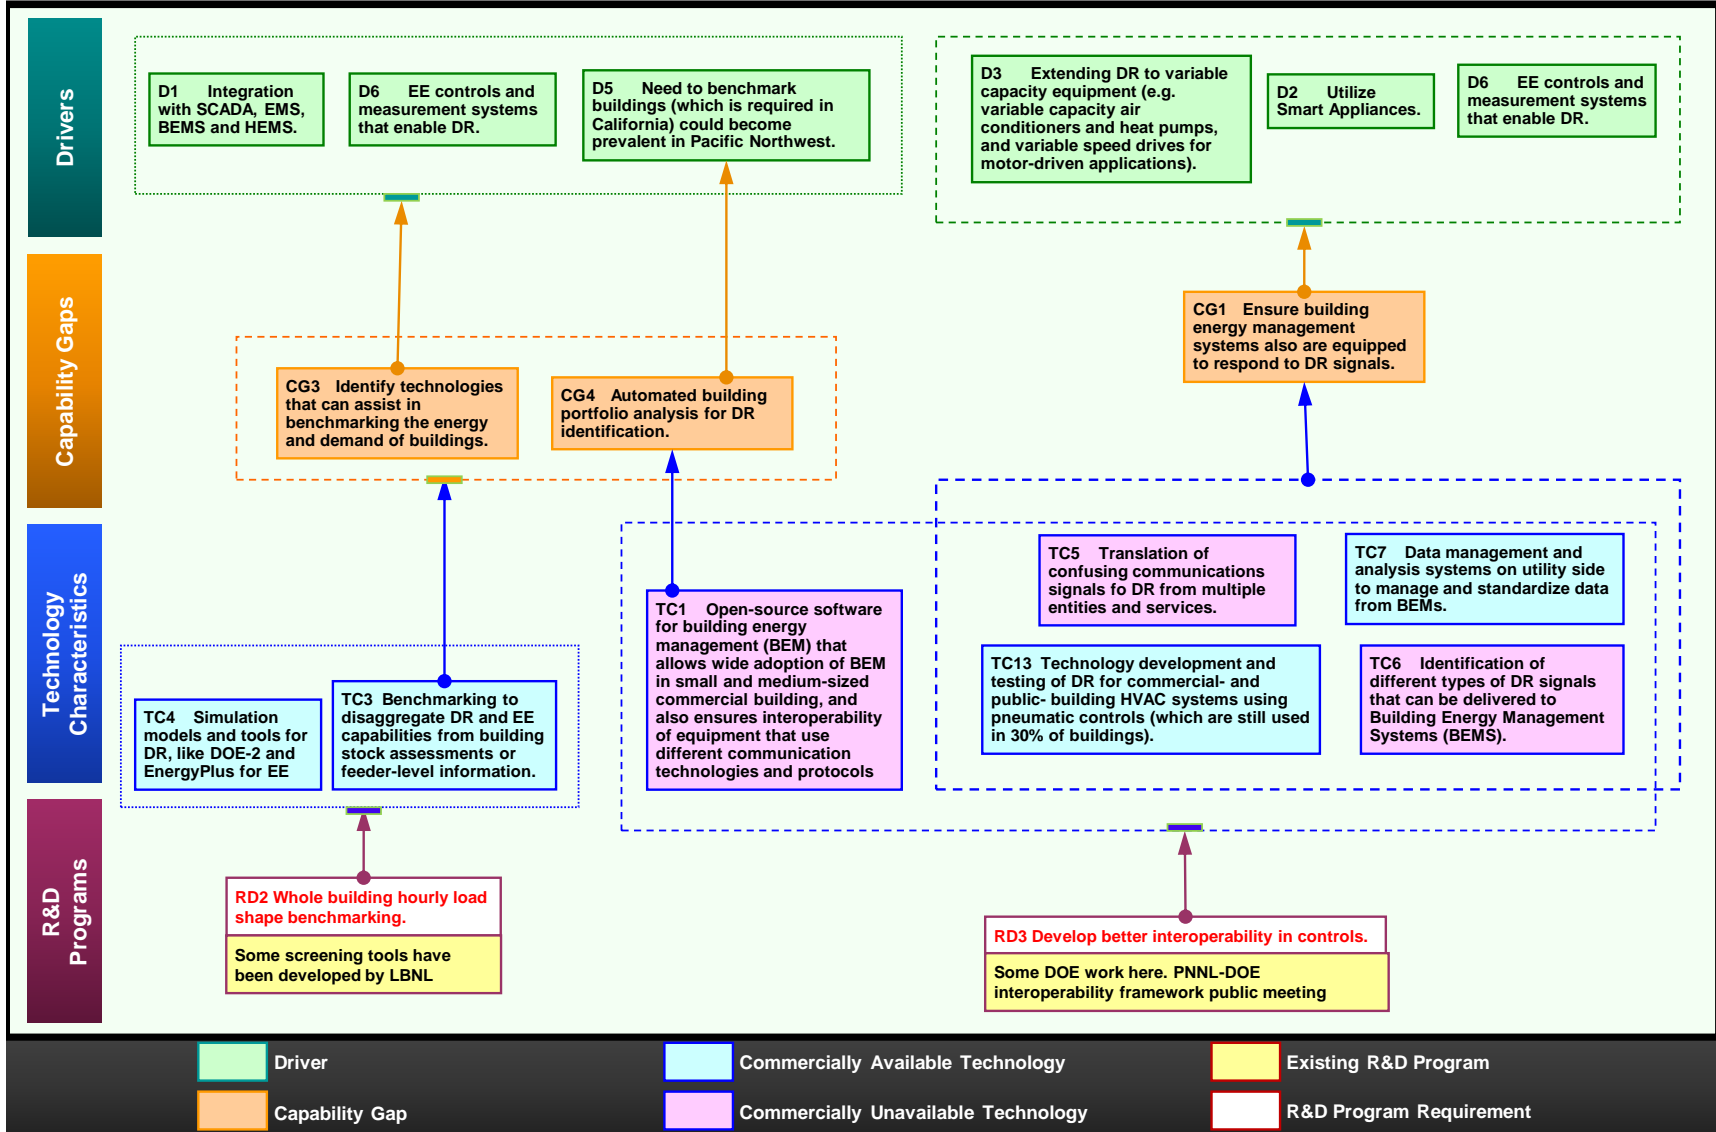 Drivers
D1 Integration
with SCADA, EMS,
BEMS and HEMS.
D6 EE controls and
measurement systems
that enable DR.
D5 Need to benchmark
buildings (which is required in
California) could become
prevalent in Pacific Northwest.
D3 Extending DR to variable
capacity equipment (e.g.
variable capacity air
conditioners and heat pumps,
and variable speed drives for
motor-driven applications).
D2 Utilize
Smart Appliances.
D6 EE controls and
measurement systems
that enable DR.
Capability Gaps
CG3 Identify technologies
that can assist in
benchmarking the energy
and demand of buildings.
CG4 Automated building
portfolio analysis for DR
identification.
CG1 Ensure building
energy management
systems also are equipped
to respond to DR signals.
Technology
Characteristics
TC4 Simulation
models and tools for
DR, like DOE-2 and
EnergyPlus for EE
TC3 Benchmarking to
disaggregate DR and EE
capabilities from building
stock assessments or
feeder-level information.
TC1 Open-source software
for building energy
management (BEM) that
allows wide adoption of BEM
in small and medium-sized
commercial building, and
also ensures interoperability
of equipment that use
different communication
technologies and protocols
TC5 Translation of
confusing communications
signals fo DR from multiple
entities and services.
TC7 Data management and
analysis systems on utility side
to manage and standardize data
from BEMs.
TC13 Technology development and
testing of DR for commercial- and
public- building HVAC systems using
pneumatic controls (which are still used
in 30% of buildings).
TC6 Identification of
different types of DR signals
that can be delivered to
Building Energy Management
Systems (BEMS).
R&D
Programs
RD2 Whole building hourly load
shape benchmarking.
Some screening tools have
been developed by LBNL
RD3 Develop better interoperability in controls.
Some DOE work here. PNNL-DOE
interoperability framework public meeting
Driver
Commercially Available Technology
Existing R&D Program
Capability Gap
Commercially Unavailable Technology
R&D Program Requirement